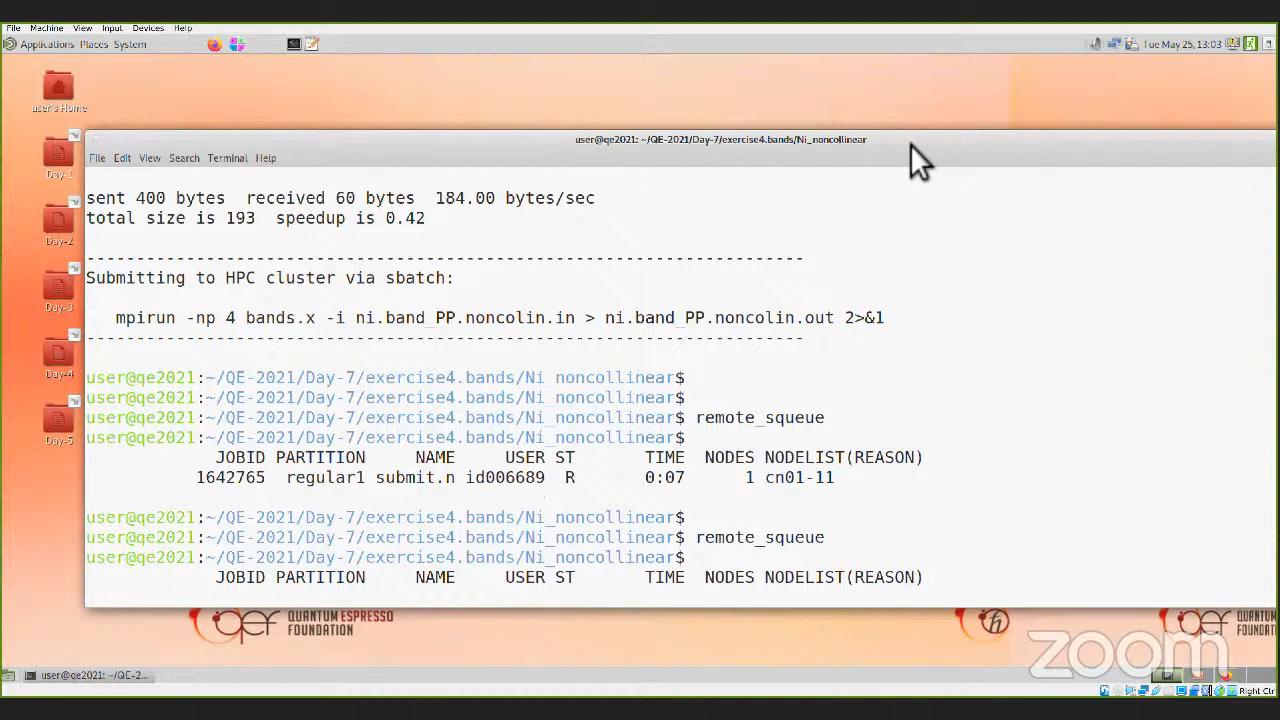 File Machine View Input Devices Help
Applications Places System
Tue May 25, 13:03
user's Home
Day-1
Day-2
Day-3
Day-4
Day-5
user@qe2021: ~/QE-2021/Day-7/exercise4.bands/Ni_noncollinear
File Edit View Search Terminal Help
sent 400 bytes  received 60 bytes  184.00 bytes/sec
total size is 193  speedup is 0.42
------------------------------------------------------------------------
Submitting to HPC cluster via sbatch:
mpirun -np 4 bands.x -i ni.band_PP.noncolin.in > ni.band_PP.noncolin.out 2>&1
------------------------------------------------------------------------
user@qe2021:~/QE-2021/Day-7/exercise4.bands/Ni_noncollinear$
user@qe2021:~/QE-2021/Day-7/exercise4.bands/Ni_noncollinear$
user@qe2021:~/QE-2021/Day-7/exercise4.bands/Ni_noncollinear$ remote_squeue
user@qe2021:~/QE-2021/Day-7/exercise4.bands/Ni_noncollinear$
JOBID PARTITION     NAME     USER ST       TIME  NODES NODELIST(REASON)
1642765  regular1 submit.n id006689  R       0:07      1 cn01-11
user@qe2021:~/QE-2021/Day-7/exercise4.bands/Ni_noncollinear$
user@qe2021:~/QE-2021/Day-7/exercise4.bands/Ni_noncollinear$ remote_squeue
user@qe2021:~/QE-2021/Day-7/exercise4.bands/Ni_noncollinear$
JOBID PARTITION     NAME     USER ST       TIME  NODES NODELIST(REASON)
QUANTUM ESPRESSO
FOUNDATION
zoom
user@qe2021: ~/QE-2...
Right Ctr